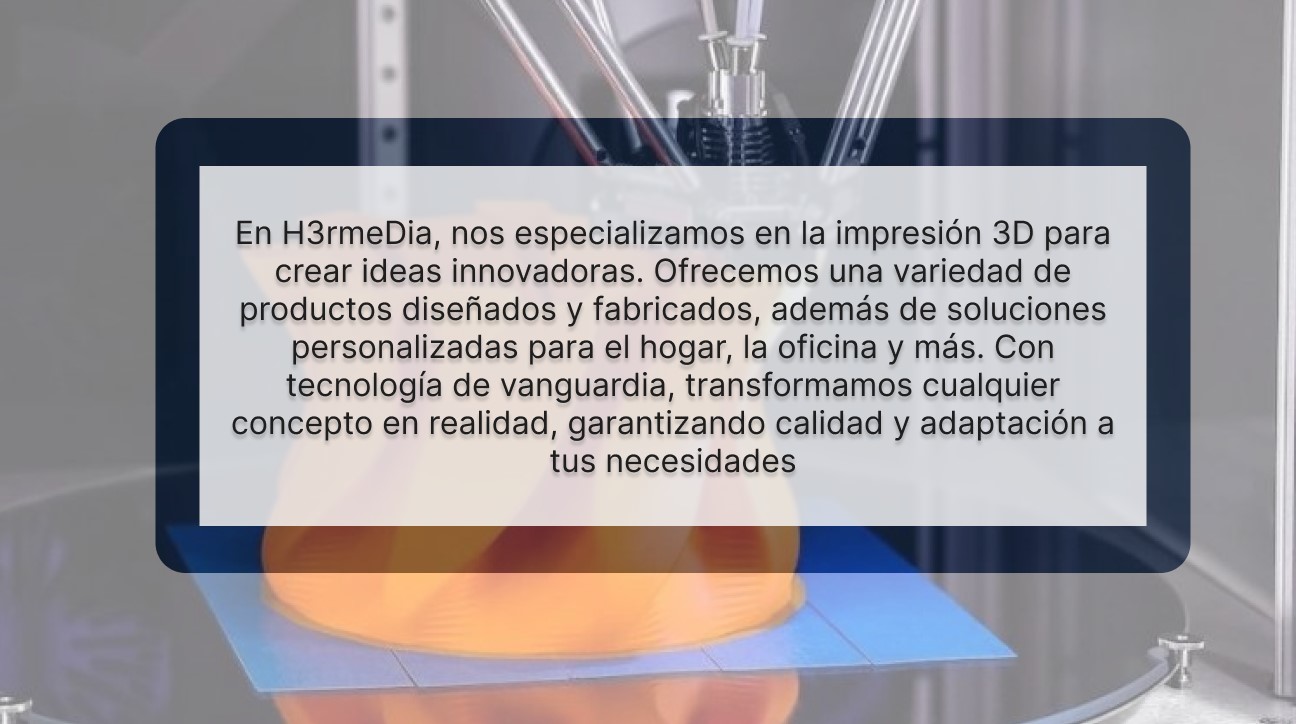 En H3rmeDia, nos especializamos en la impresión 3D para
crear ideas innovadoras. Ofrecemos una variedad de
productos diseñados y fabricados, además de soluciones
personalizadas para el hogar, la oficina y más. Con
tecnología de vanguardia, transformamos cualquier
concepto en realidad, garantizando calidad y adaptación a
tus necesidades